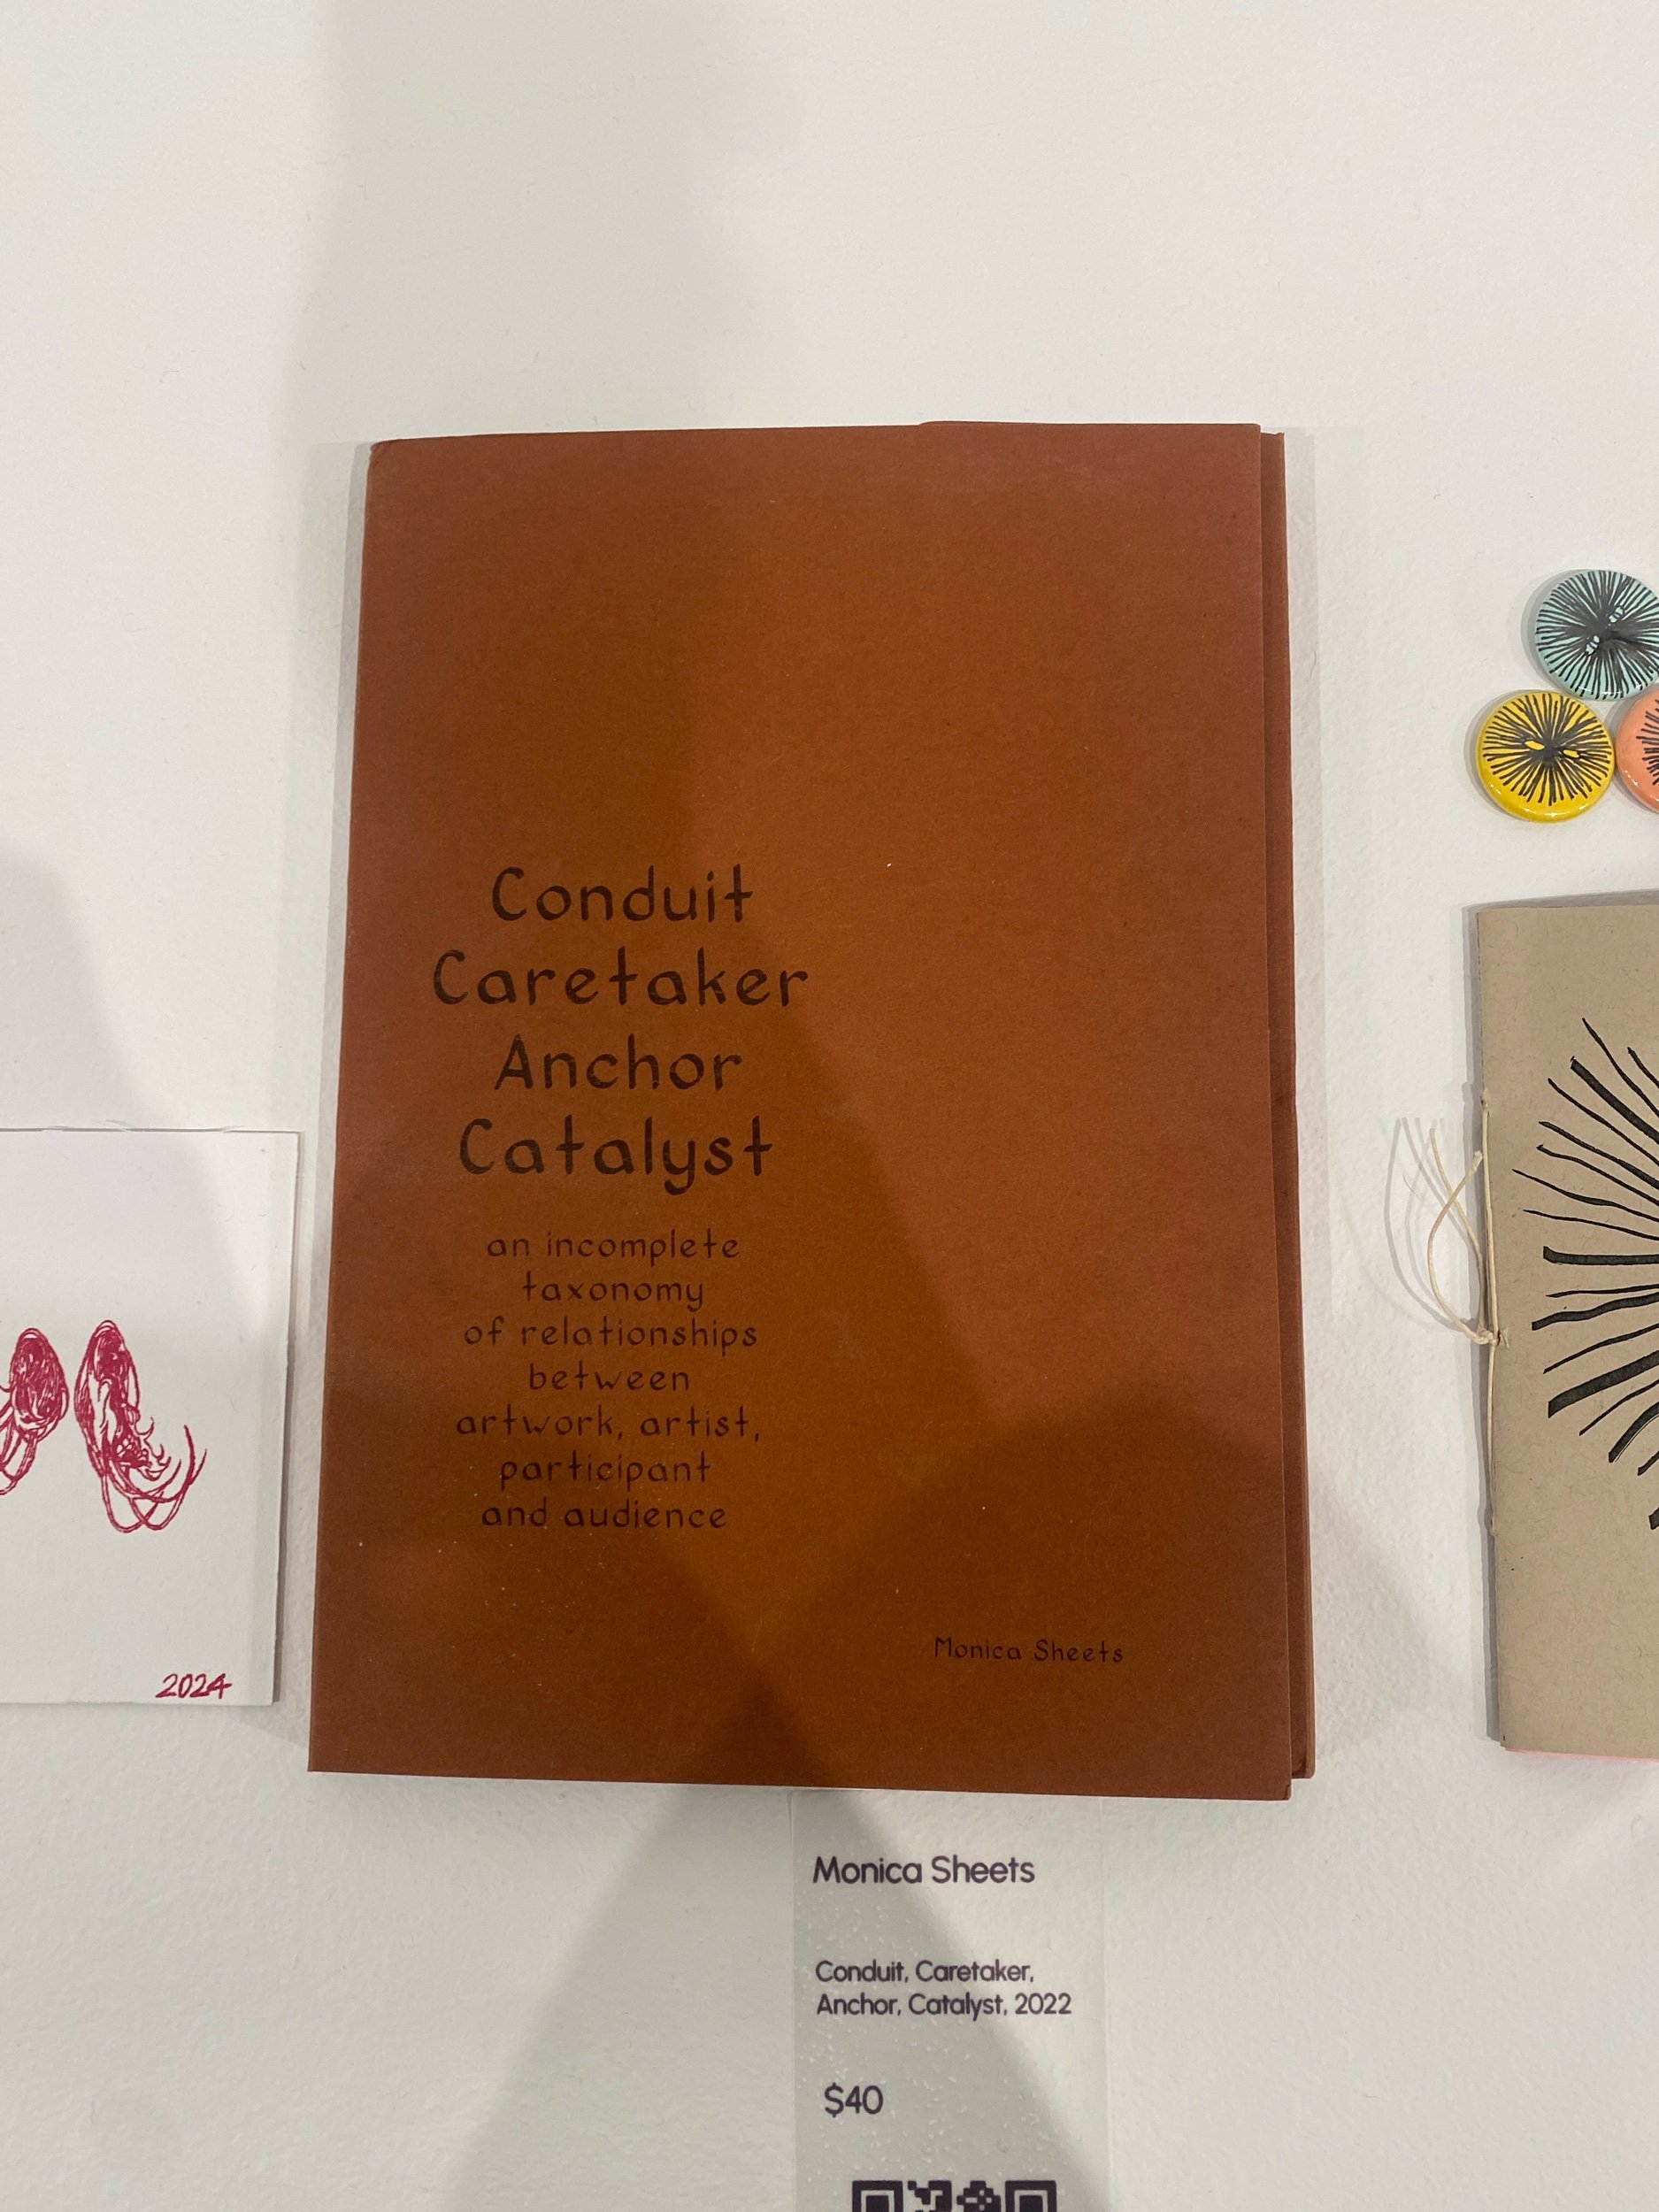 Conduit
Caretaker
Anchor
Catalyst
an incomplete
taxonomy
of relationships
between
artwork, artist,
participant
and audience
Monica Sheets
2024
Monica Sheets
Conduit, Caretaker,
Anchor, Catalyst, 2022
$40